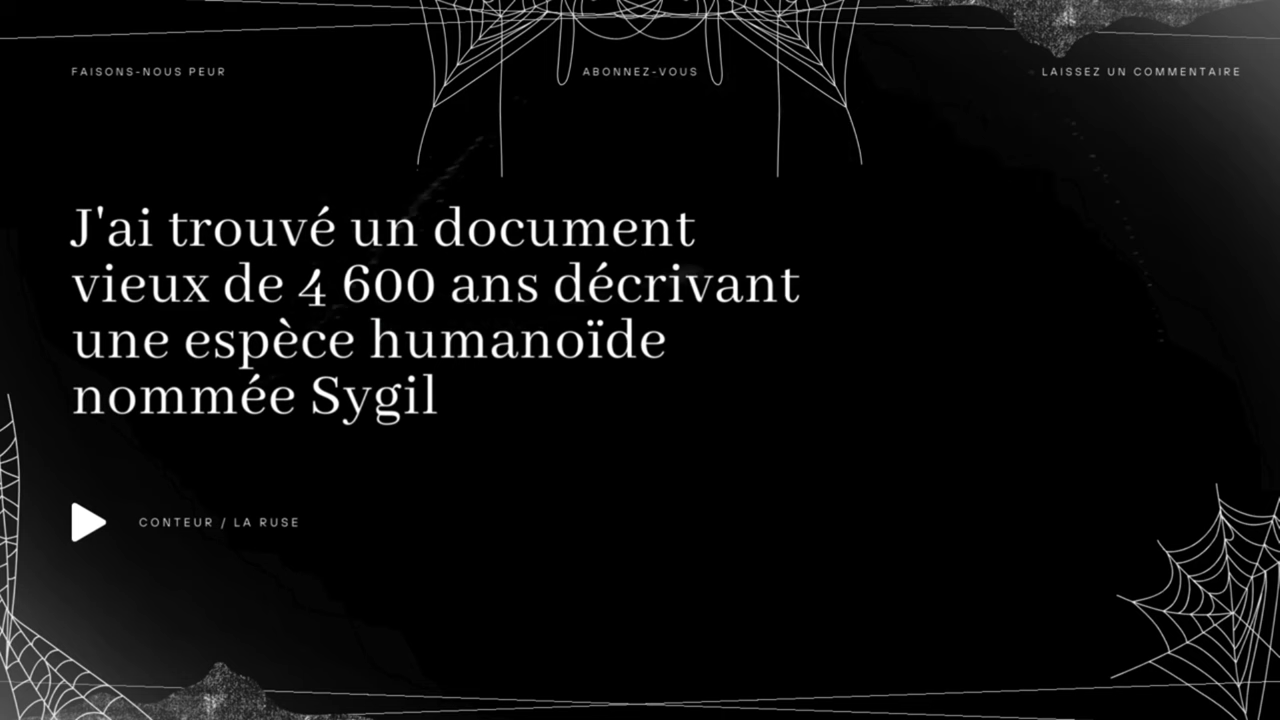 FAISONS-NOUS PEUR
ABONNEZ-VOUS
LAISSEZ UN COMMENTAIRE
J'ai trouvé un document
vieux de 4 600 ans décrivant
une espèce humanoïde
nommée Sygil
CONTEUR / LA RUSE